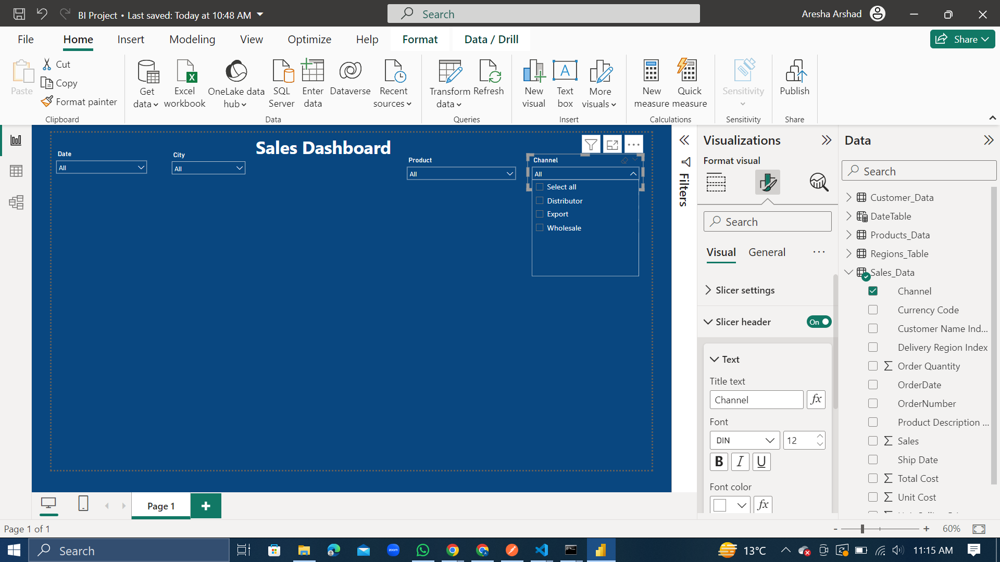 BI Project • Last saved: Today at 10:48 AM
Search
Aresha Arshad
File Home Insert Modeling View Optimize Help Format Data / Drill
Share
Paste
Cut
Copy
Format painter
Clipboard
Get data
Excel workbook
OneLake data hub
SQL Server
Enter data
Dataverse
Recent sources
Data
Transform data
Refresh
Queries
New visual
Text box
More visuals
Insert
New measure
Quick measure
Calculations
Sensitivity
Sensitivity
Publish
Share
Sales Dashboard
Date
All
City
All
Product
All
Channel
All
Select all
Distributor
Export
Wholesale
Filters
Visualizations
Format visual
Search
Visual General
Slicer settings
Slicer header On
Text
Title text
Channel
fx
Font
DIN 12
B I U
Font color
fx
Data
Search
Customer_Data
DateTable
Products_Data
Regions_Table
Sales_Data
Channel
Currency Code
Customer Name Ind...
Delivery Region Index
Σ Order Quantity
OrderDate
OrderNumber
Product Description ...
Σ Sales
Ship Date
Σ Total Cost
Σ Unit Cost
Page 1
Page 1 of 1
- + 60%
Search
zoom
13°C
11:15 AM